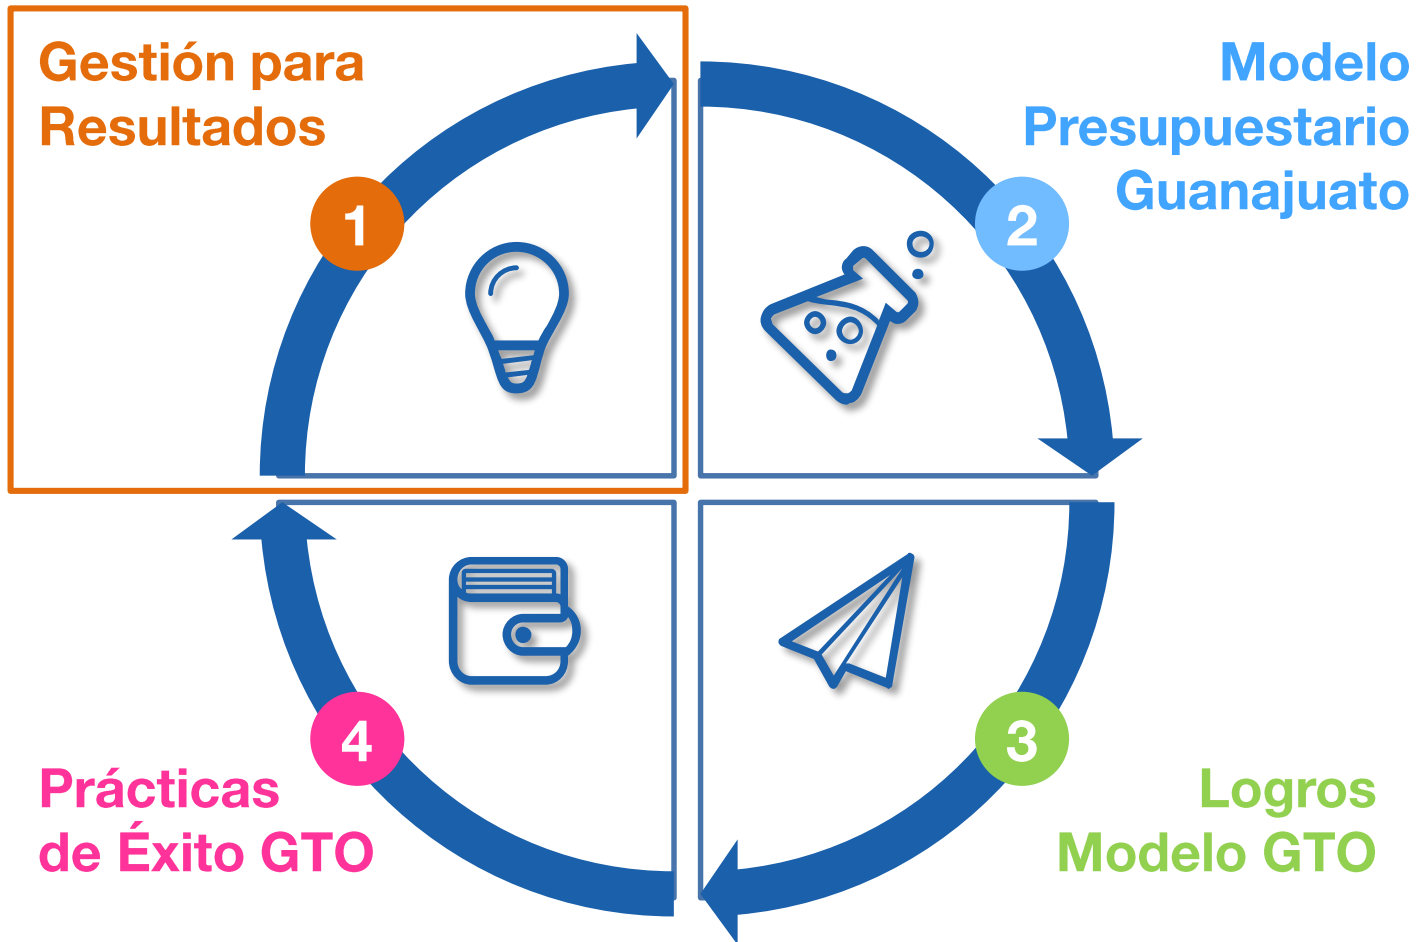 Gestión para
Resultados
1
Modelo
Presupuestario
Guanajuato
2
3
Logros
Modelo GTO
4
Prácticas
de Éxito GTO